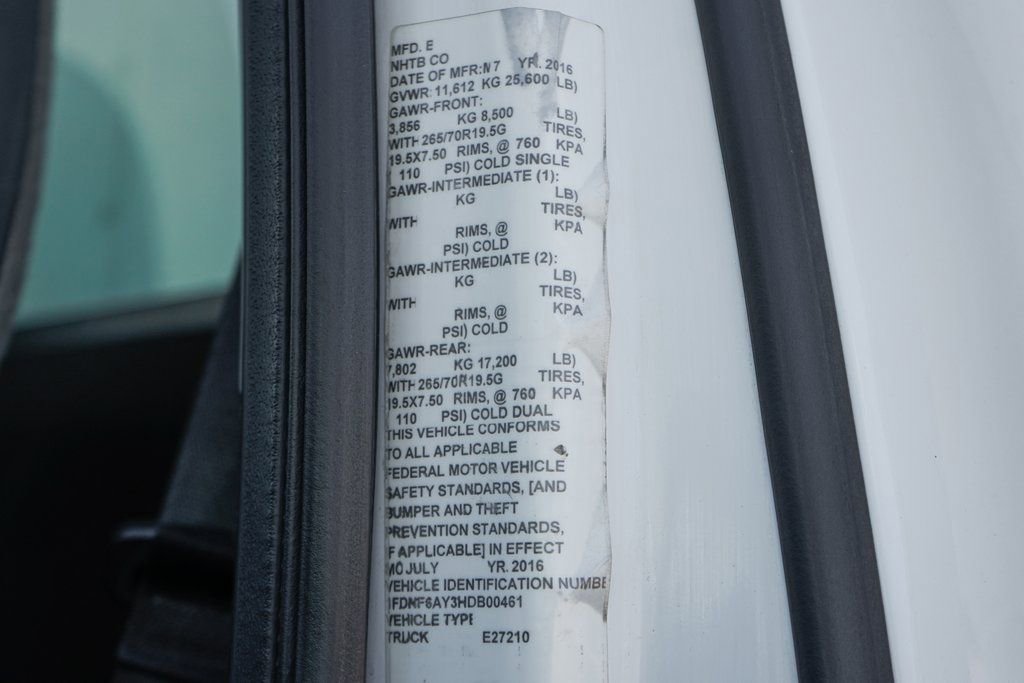 MFD. E
NHTB CO
DATE OF MFR:M 7 YR. 2016
GVWR: 11,612 KG 25,600 LB)
GAWR-FRONT:
3,856 KG 8,500 LB)
WITH 265/70R19.5G TIRES,
19.5X7.50 RIMS, @ 760 KPA
110 PSI) COLD SINGLE
GAWR-INTERMEDIATE (1):
KG LB)
WITH TIRES,
RIMS, @ KPA
PSI) COLD
GAWR-INTERMEDIATE (2):
KG LB)
WITH TIRES,
RIMS, @ KPA
PSI) COLD
GAWR-REAR:
7,802 KG 17,200 LB)
WITH 265/70R19.5G TIRES,
19.5X7.50 RIMS, @ 760 KPA
110 PSI) COLD DUAL
THIS VEHICLE CONFORMS
TO ALL APPLICABLE
FEDERAL MOTOR VEHICLE
SAFETY STANDARDS, [AND
BUMPER AND THEFT
PREVENTION STANDARDS,
F APPLICABLE] IN EFFECT
MO JULY YR. 2016
VEHICLE IDENTIFICATION NUMBE
1FDNF6AY3HDB00461
VEHICLE TYPE
TRUCK E27210